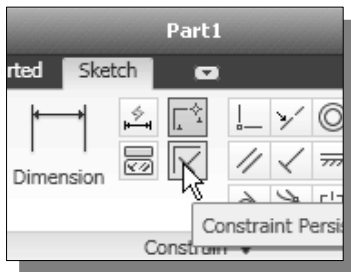 Part1
rted Sketch
Dimension
Constraint Persis
Constrain